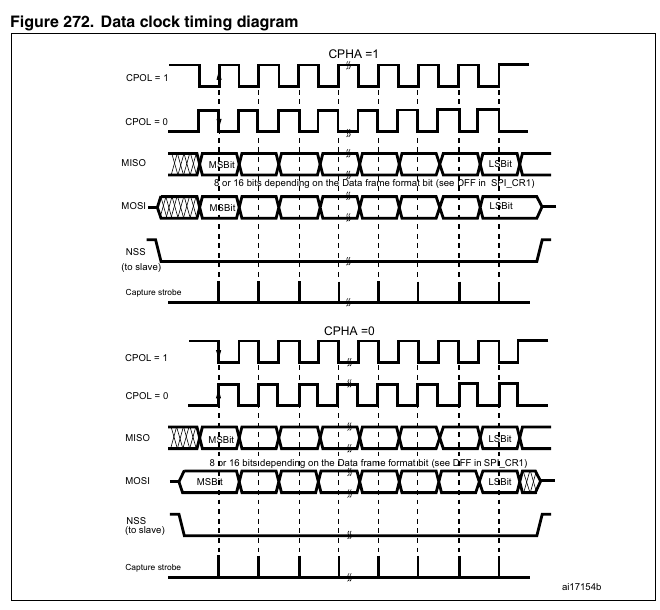 Figure 272. Data clock timing diagram
CPHA =1
CPOL = 1
CPOL = 0
MISO
MSBit
LSBit
8 or 16 bits depending on the Data frame format bit (see DFF in SPI_CR1)
MOSI
MSBit
LSBit
NSS
(to slave)
Capture strobe
CPHA =0
CPOL = 1
CPOL = 0
MISO
MSBit
LSBit
8 or 16 bits depending on the Data frame format bit (see DFF in SPI_CR1)
MOSI
MSBit
LSBit
NSS
(to slave)
Capture strobe
ai17154b